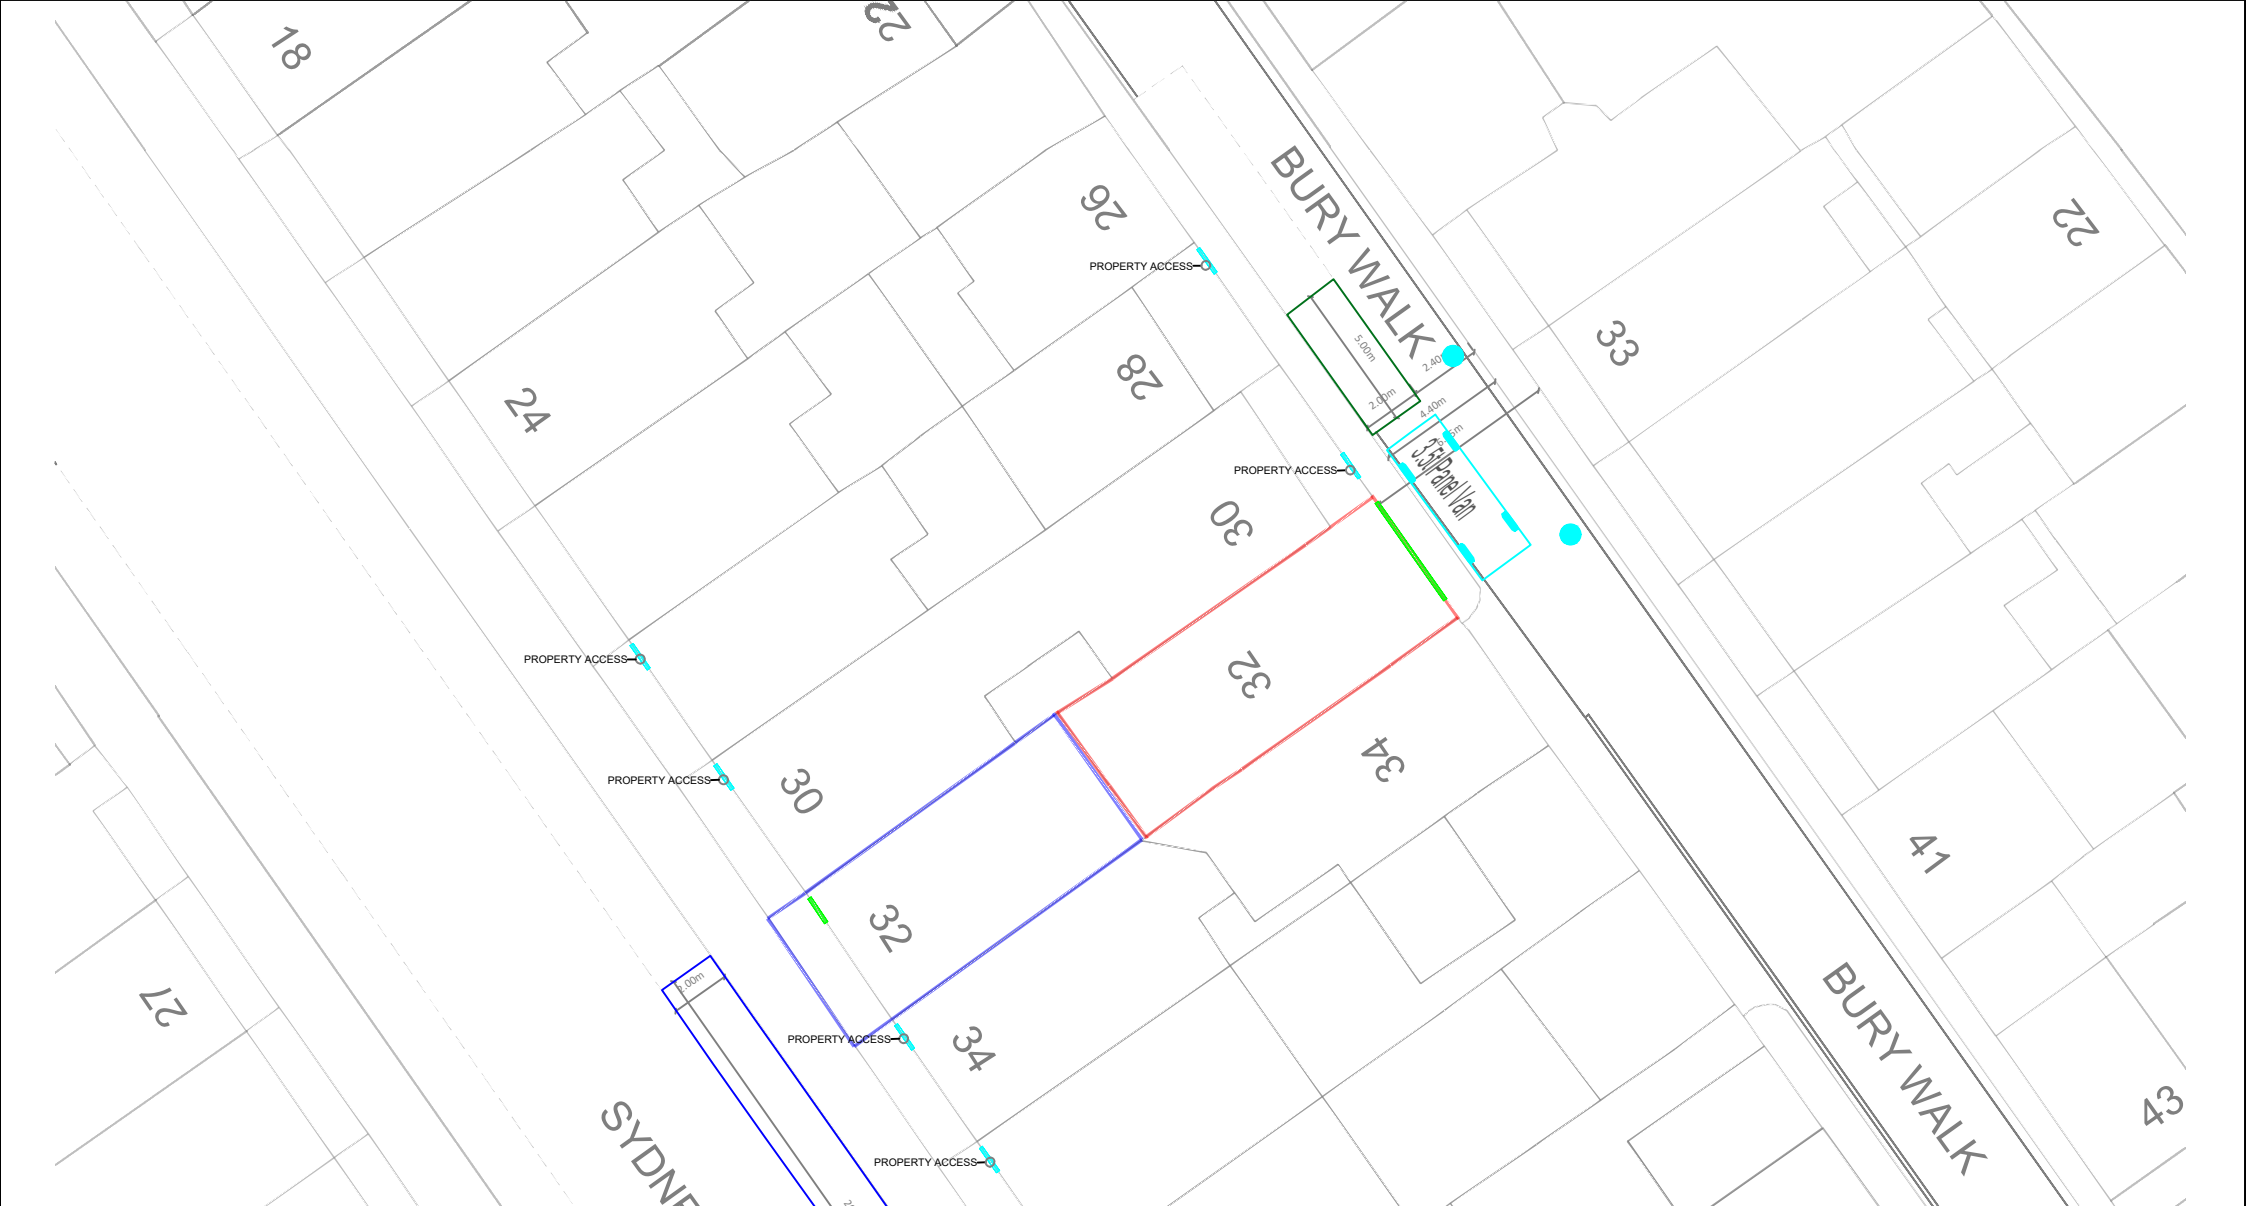 18
22
26
22
PROPERTY ACCESS
BURY WALK
33
5.00m
2.40
28
24
2.00m
4.40m
3.5t Panel Van
PROPERTY ACCESS
30
PROPERTY ACCESS
32
PROPERTY ACCESS
30
34
41
32
27
2.00m
PROPERTY ACCESS
34
BURY WALK
43
SYDNE
PROPERTY ACCESS